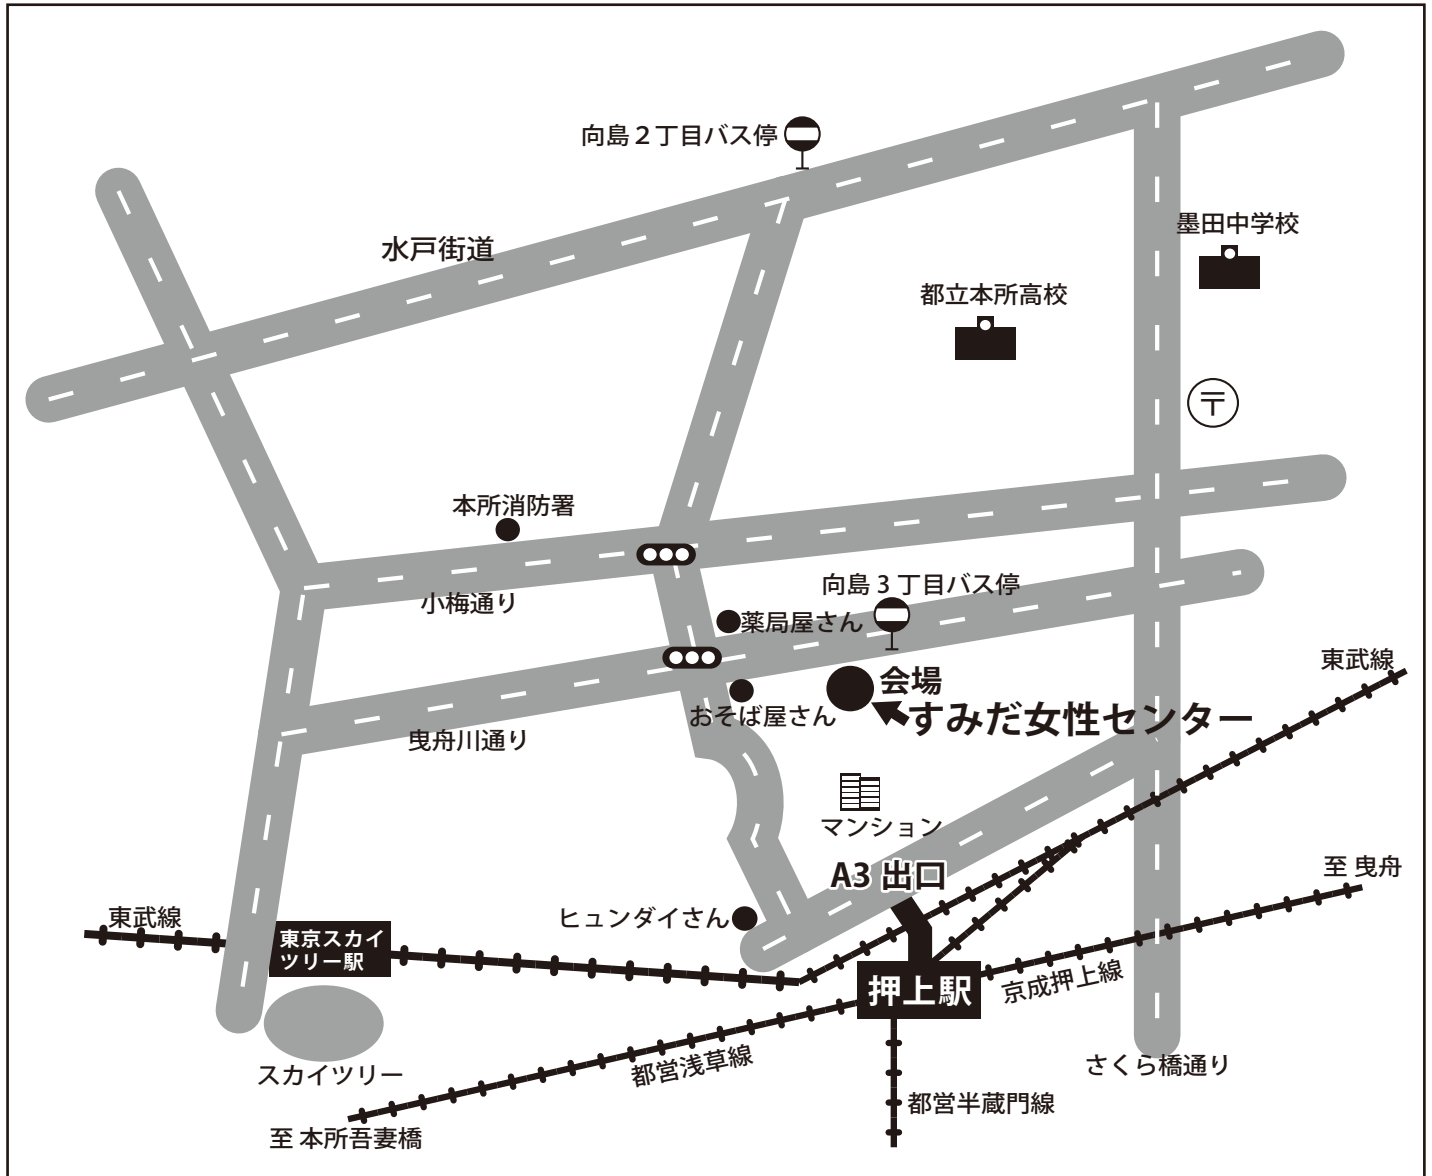 向島２丁目バス停
水戸街道
墨田中学校
都立本所高校
〒
本所消防署
小梅通り
向島３丁目バス停
薬局屋さん
会場
すみだ女性センター
おそば屋さん
曳舟川通り
東武線
マンション
A3 出口
至 曳舟
ヒュンダイさん
東武線
東京スカイ
ツリー駅
押上駅
京成押上線
スカイツリー
都営浅草線
さくら橋通り
都営半蔵門線
至 本所吾妻橋